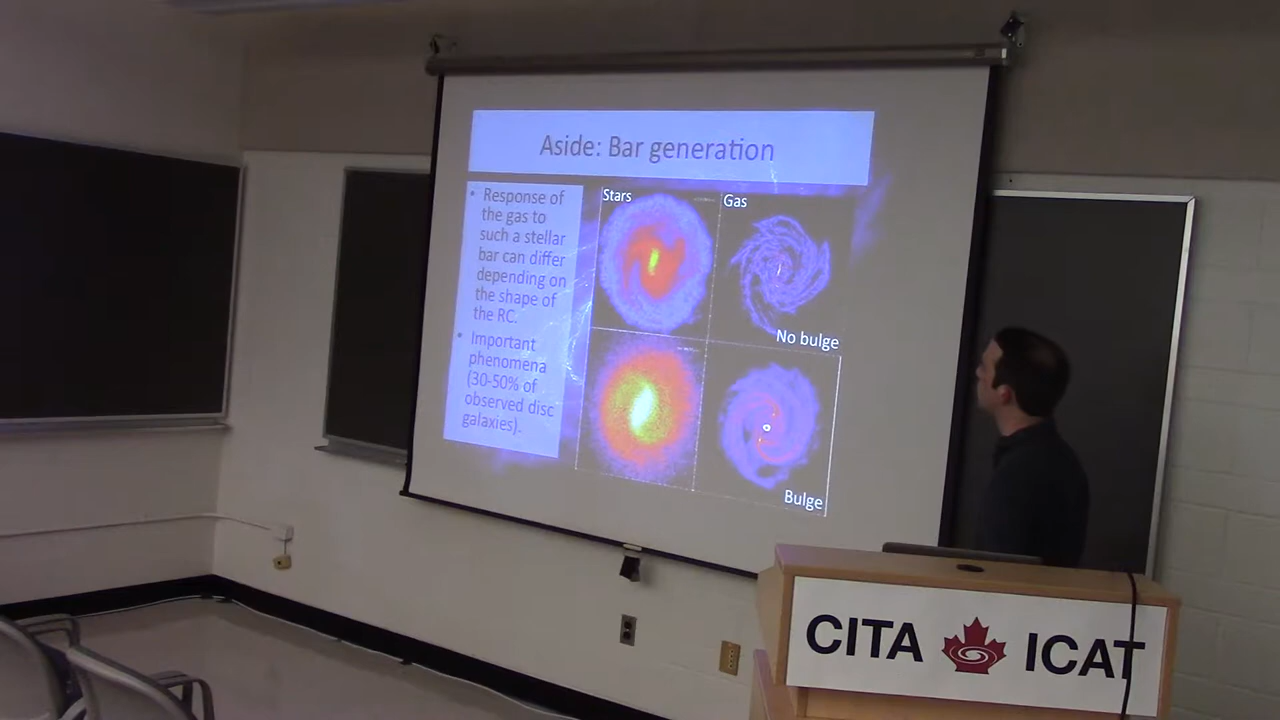 Aside: Bar generation
• Response of
the gas to
such a stellar
bar can differ
depending on
the shape of
the RC.
• Important
phenomena
(30-50% of
observed disc
galaxies).
Stars
Gas
No bulge
Bulge
CITA ICAT